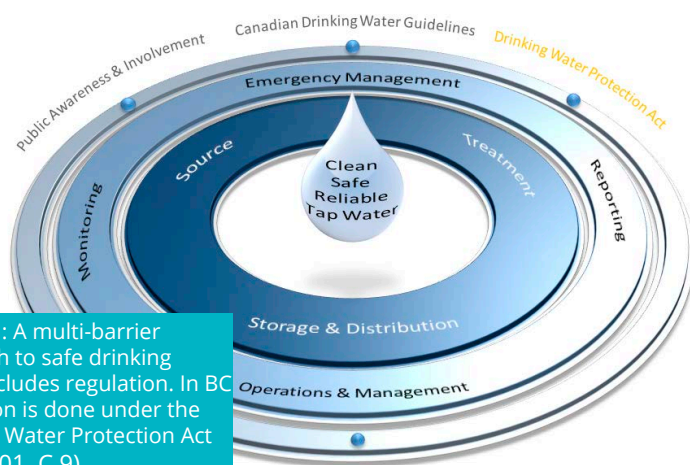 Canadian Drinking Water Guidelines
Public Awareness & Involvement
Drinking Water Protection Act
Emergency Management
Source
Treatment
Clean
Safe
Reliable
Tap Water
Monitoring
Reporting
Storage & Distribution
: A multi-barrier
to safe drinking
regulation. In BC
is done under the
Water Protection Act
C.9)
Operations & Management